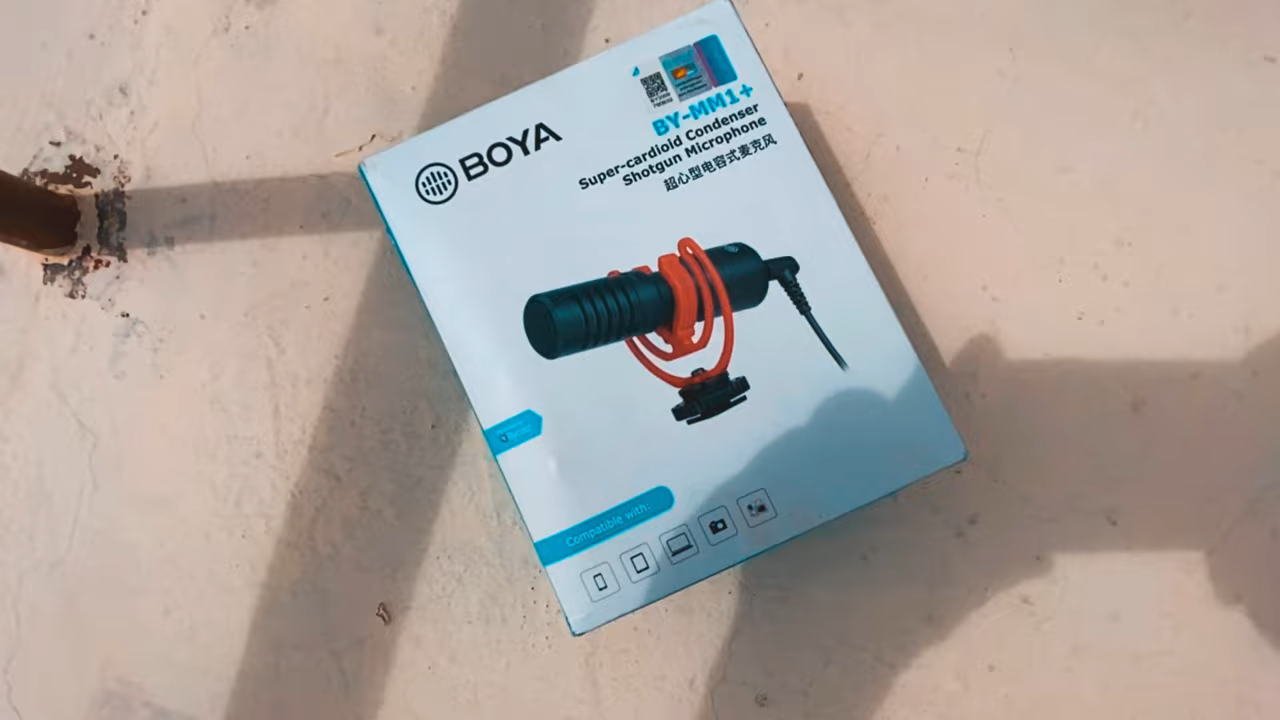 BOYA
BY-MM1+
Super-cardioid Condenser
Shotgun Microphone
超心型电容式麦克风
Compatible with: